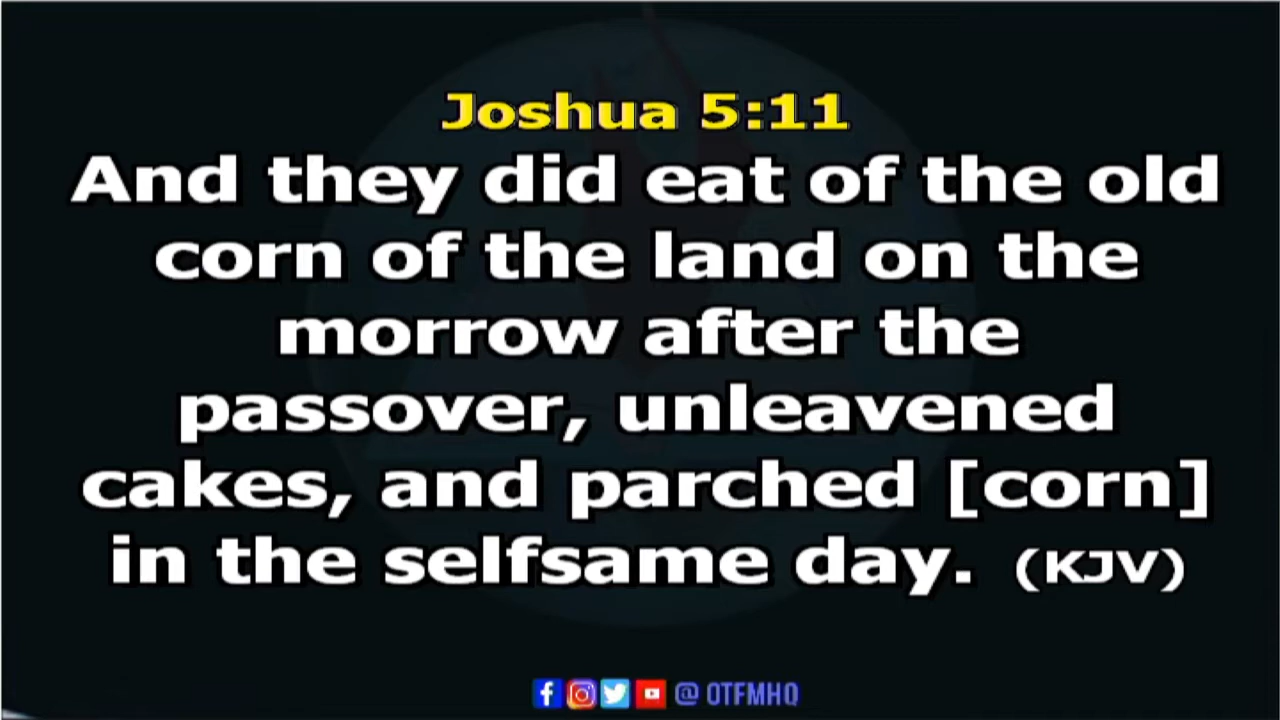 Joshua 5:11
And they did eat of the old
corn of the land on the
morrow after the
passover, unleavened
cakes, and parched [corn]
in the selfsame day. (KJV)
@ OTFMHQ